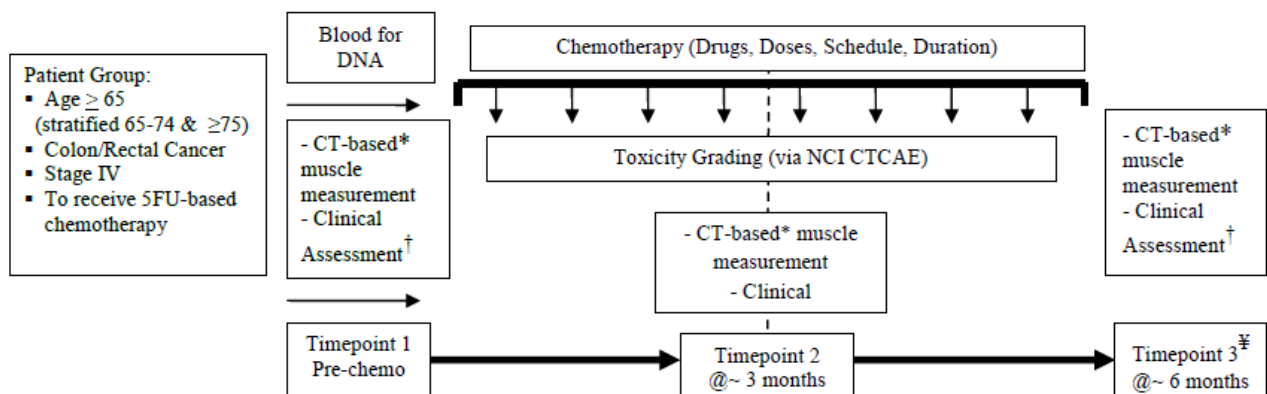 Patient Group:
▪ Age ≥ 65
(stratified 65-74 & ≥75)
▪ Colon/Rectal Cancer
▪ Stage IV
▪ To receive 5FU-based
chemotherapy
Blood for
DNA
- CT-based*
muscle
measurement
- Clinical
Assessment†
Chemotherapy (Drugs, Doses, Schedule, Duration)
Toxicity Grading (via NCI CTCAE)
- CT-based* muscle
measurement
- Clinical
- CT-based*
muscle
measurement
- Clinical
Assessment†
Timepoint 1
Pre-chemo
Timepoint 2
@~ 3 months
Timepoint 3¥
@~ 6 months